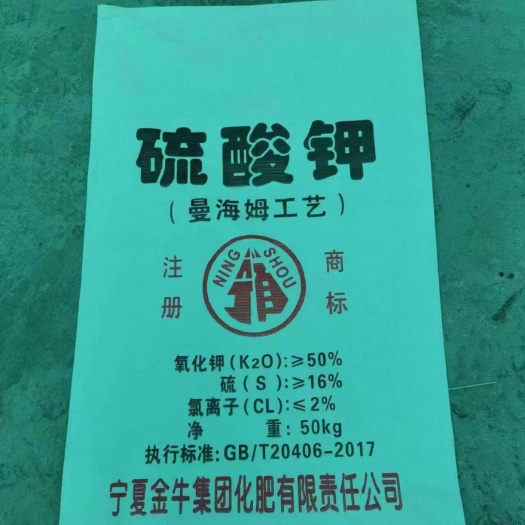 硫酸钾
(曼海姆工艺)
NING SHOU
注册 商标
氧化钾(K2O):≥50%
硫(S):≥16%
氯离子(CL):≤2%
净 重: 50kg
执行标准:GB/T20406-2017
宁夏金牛集团化肥有限责任公司